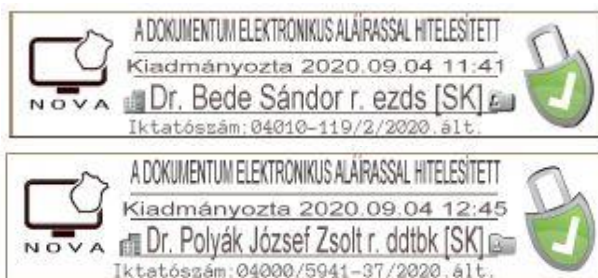 A DOKUMENTUM ELEKTRONIKUS ALÁÍRASSAL HITELESÍTETT
Kiadmányozta 2020.09.04 11:41
NOVA
Dr. Bede Sándor r. ezds [SK]
Iktatószám:04010-119/2/2020.ált.
A DOKUMENTUM ELEKTRONIKUS ALÁÍRASSAL HITELESÍTETT
Kiadmányozta 2020.09.04 12:45
NOVA
Dr. Polyák József Zsolt r. ddtbk [SK]
Iktatószám:04000/5941-37/2020.ált.